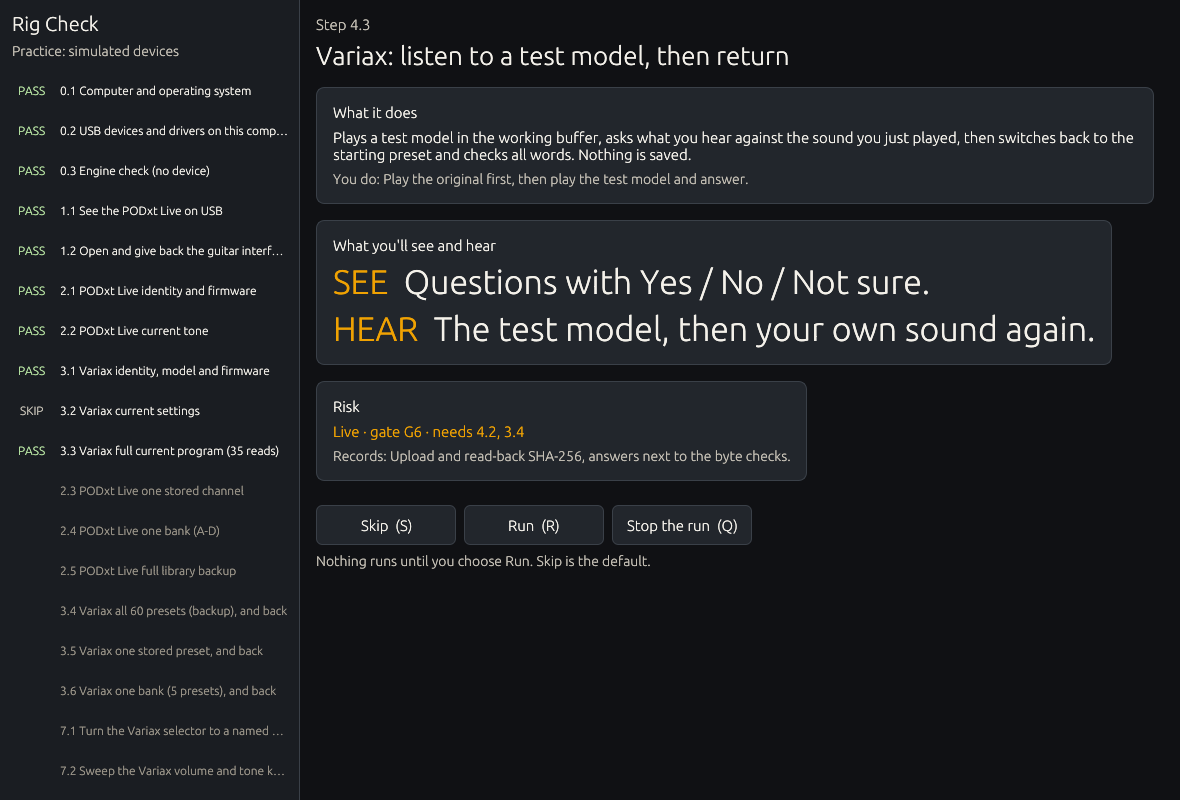 Rig Check
Practice: simulated devices
PASS 0.1 Computer and operating system
PASS 0.2 USB devices and drivers on this comp…
PASS 0.3 Engine check (no device)
PASS 1.1 See the PODxt Live on USB
PASS 1.2 Open and give back the guitar interf…
PASS 2.1 PODxt Live identity and firmware
PASS 2.2 PODxt Live current tone
PASS 3.1 Variax identity, model and firmware
SKIP 3.2 Variax current settings
PASS 3.3 Variax full current program (35 reads)
2.3 PODxt Live one stored channel
2.4 PODxt Live one bank (A-D)
2.5 PODxt Live full library backup
3.4 Variax all 60 presets (backup), and back
3.5 Variax one stored preset, and back
3.6 Variax one bank (5 presets), and back
7.1 Turn the Variax selector to a named …
7.2 Sweep the Variax volume and tone k…
Step 4.3
Variax: listen to a test model, then return
What it does
Plays a test model in the working buffer, asks what you hear against the sound you just played, then switches back to the
starting preset and checks all words. Nothing is saved.
You do: Play the original first, then play the test model and answer.
What you'll see and hear
SEE Questions with Yes / No / Not sure.
HEAR The test model, then your own sound again.
Risk
Live · gate G6 · needs 4.2, 3.4
Records: Upload and read-back SHA-256, answers next to the byte checks.
Skip (S) Run (R) Stop the run (Q)
Nothing runs until you choose Run. Skip is the default.